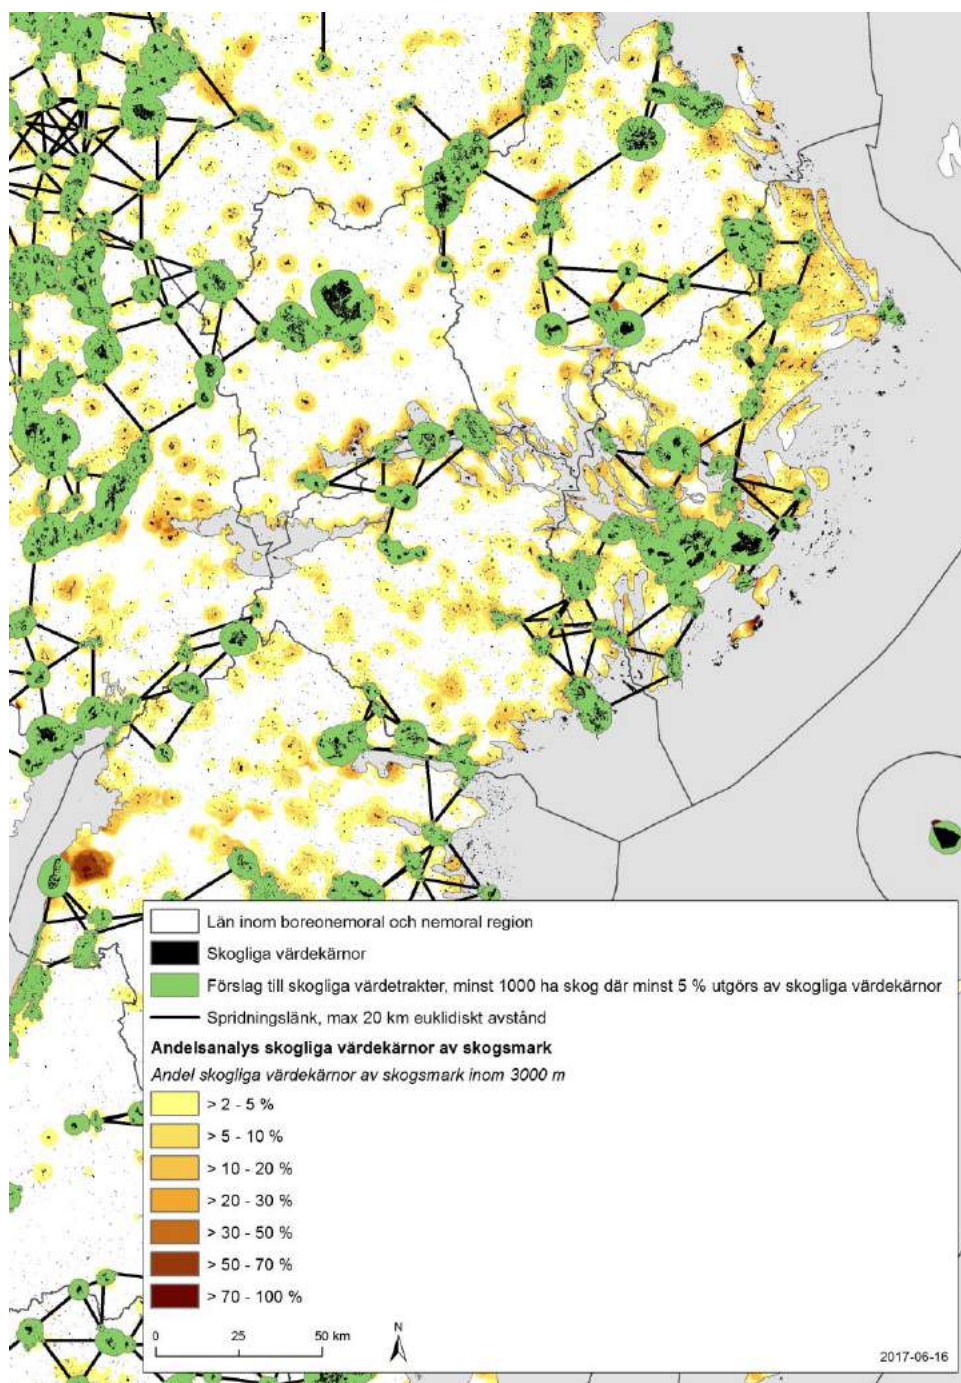 Län inom boreonemoral och nemoral region
Skogliga värdekärnor
Förslag till skogliga värdetrakter, minst 1000 ha skog där minst 5 % utgörs av skogliga värdekärnor
Spridningslänk, max 20 km euklidiskt avstånd
Andelsanalys skogliga värdekärnor av skogsmark
Andel skogliga värdekärnor av skogsmark inom 3000 m
> 2 - 5 %
> 5 - 10 %
> 10 - 20 %
> 20 - 30 %
> 30 - 50 %
> 50 - 70 %
> 70 - 100 %
0 25 50 km
N
2017-06-16